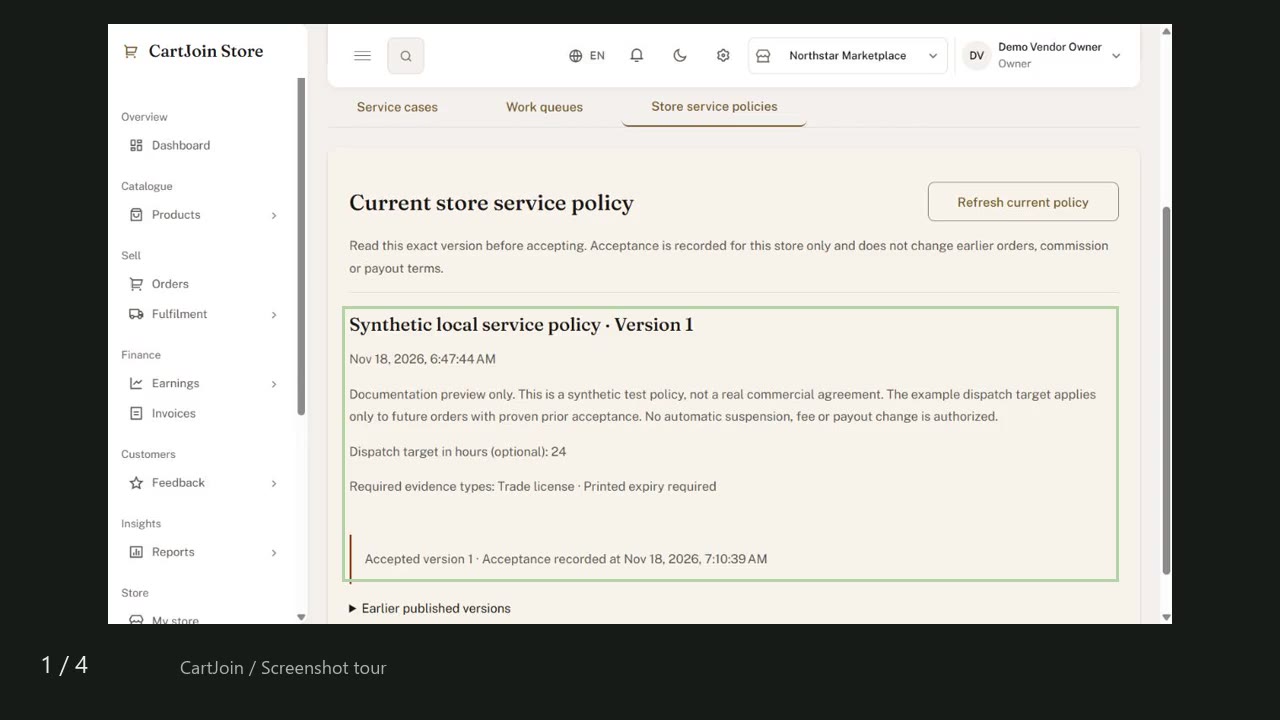 CartJoin Store
EN
Northstar Marketplace
DV
Demo Vendor Owner
Owner
Overview
Dashboard
Catalogue
Products
Sell
Orders
Fulfilment
Finance
Earnings
Invoices
Customers
Feedback
Insights
Reports
Store
My store
Service cases
Work queues
Store service policies
Current store service policy
Refresh current policy
Read this exact version before accepting. Acceptance is recorded for this store only and does not change earlier orders, commission
or payout terms.
Synthetic local service policy · Version 1
Nov 18, 2026, 6:47:44 AM
Documentation preview only. This is a synthetic test policy, not a real commercial agreement. The example dispatch target applies
only to future orders with proven prior acceptance. No automatic suspension, fee or payout change is authorized.
Dispatch target in hours (optional): 24
Required evidence types: Trade license · Printed expiry required
Accepted version 1 · Acceptance recorded at Nov 18, 2026, 7:10:39 AM
Earlier published versions
1 / 4
CartJoin / Screenshot tour